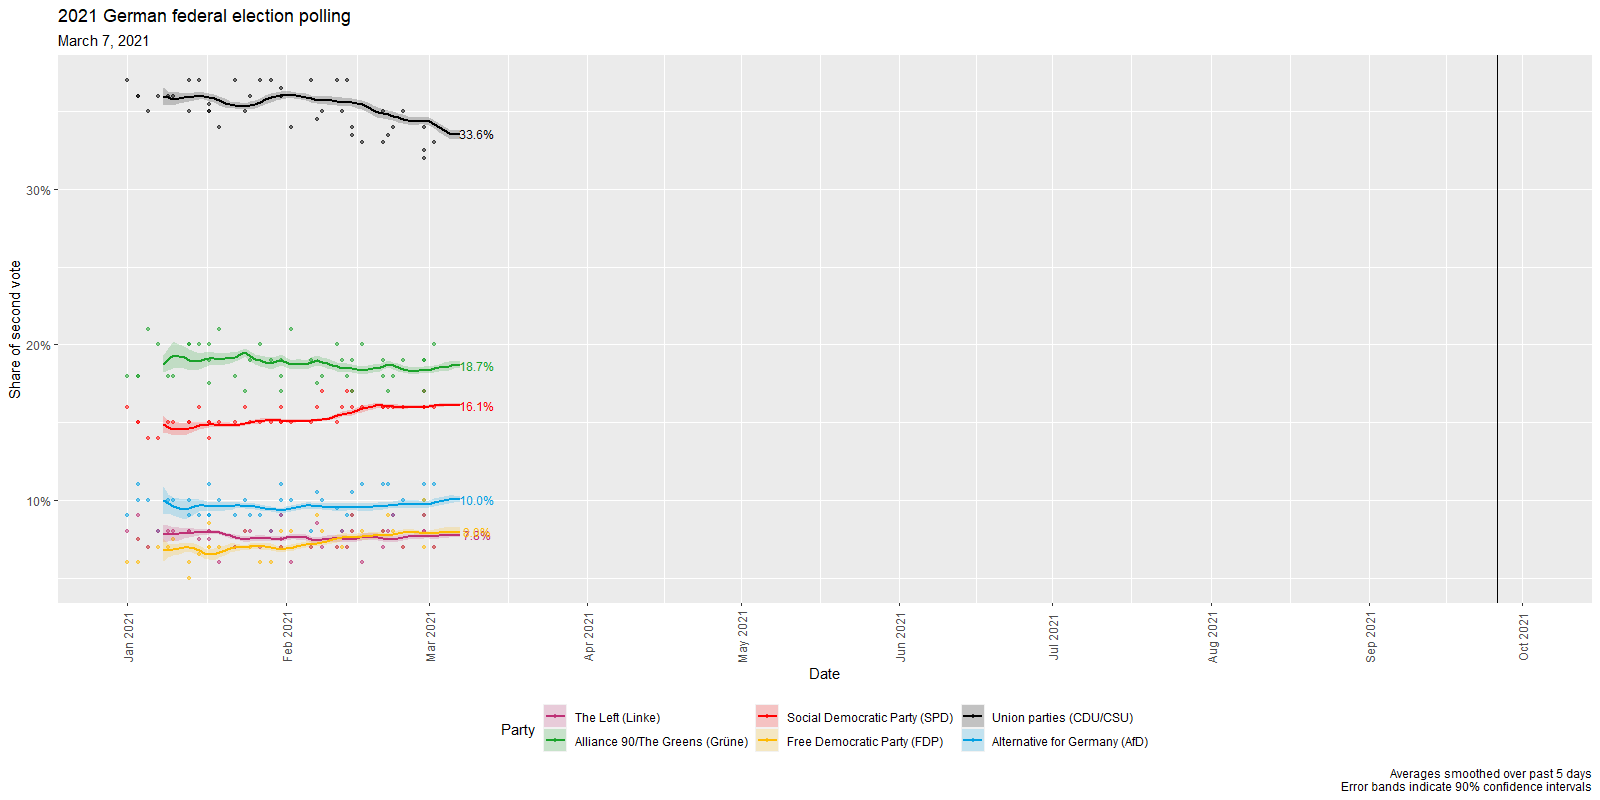 2021 German federal election polling
March 7, 2021
Share of second vote
30%
20%
10%
33.6%
18.7%
16.1%
10.0%
7.8%
Jan 2021
Feb 2021
Mar 2021
Apr 2021
May 2021
Jun 2021
Jul 2021
Aug 2021
Sep 2021
Oct 2021
Date
Party
The Left (Linke)
Social Democratic Party (SPD)
Union parties (CDU/CSU)
Alliance 90/The Greens (Grüne)
Free Democratic Party (FDP)
Alternative for Germany (AfD)
Averages smoothed over past 5 days
Error bands indicate 90% confidence intervals